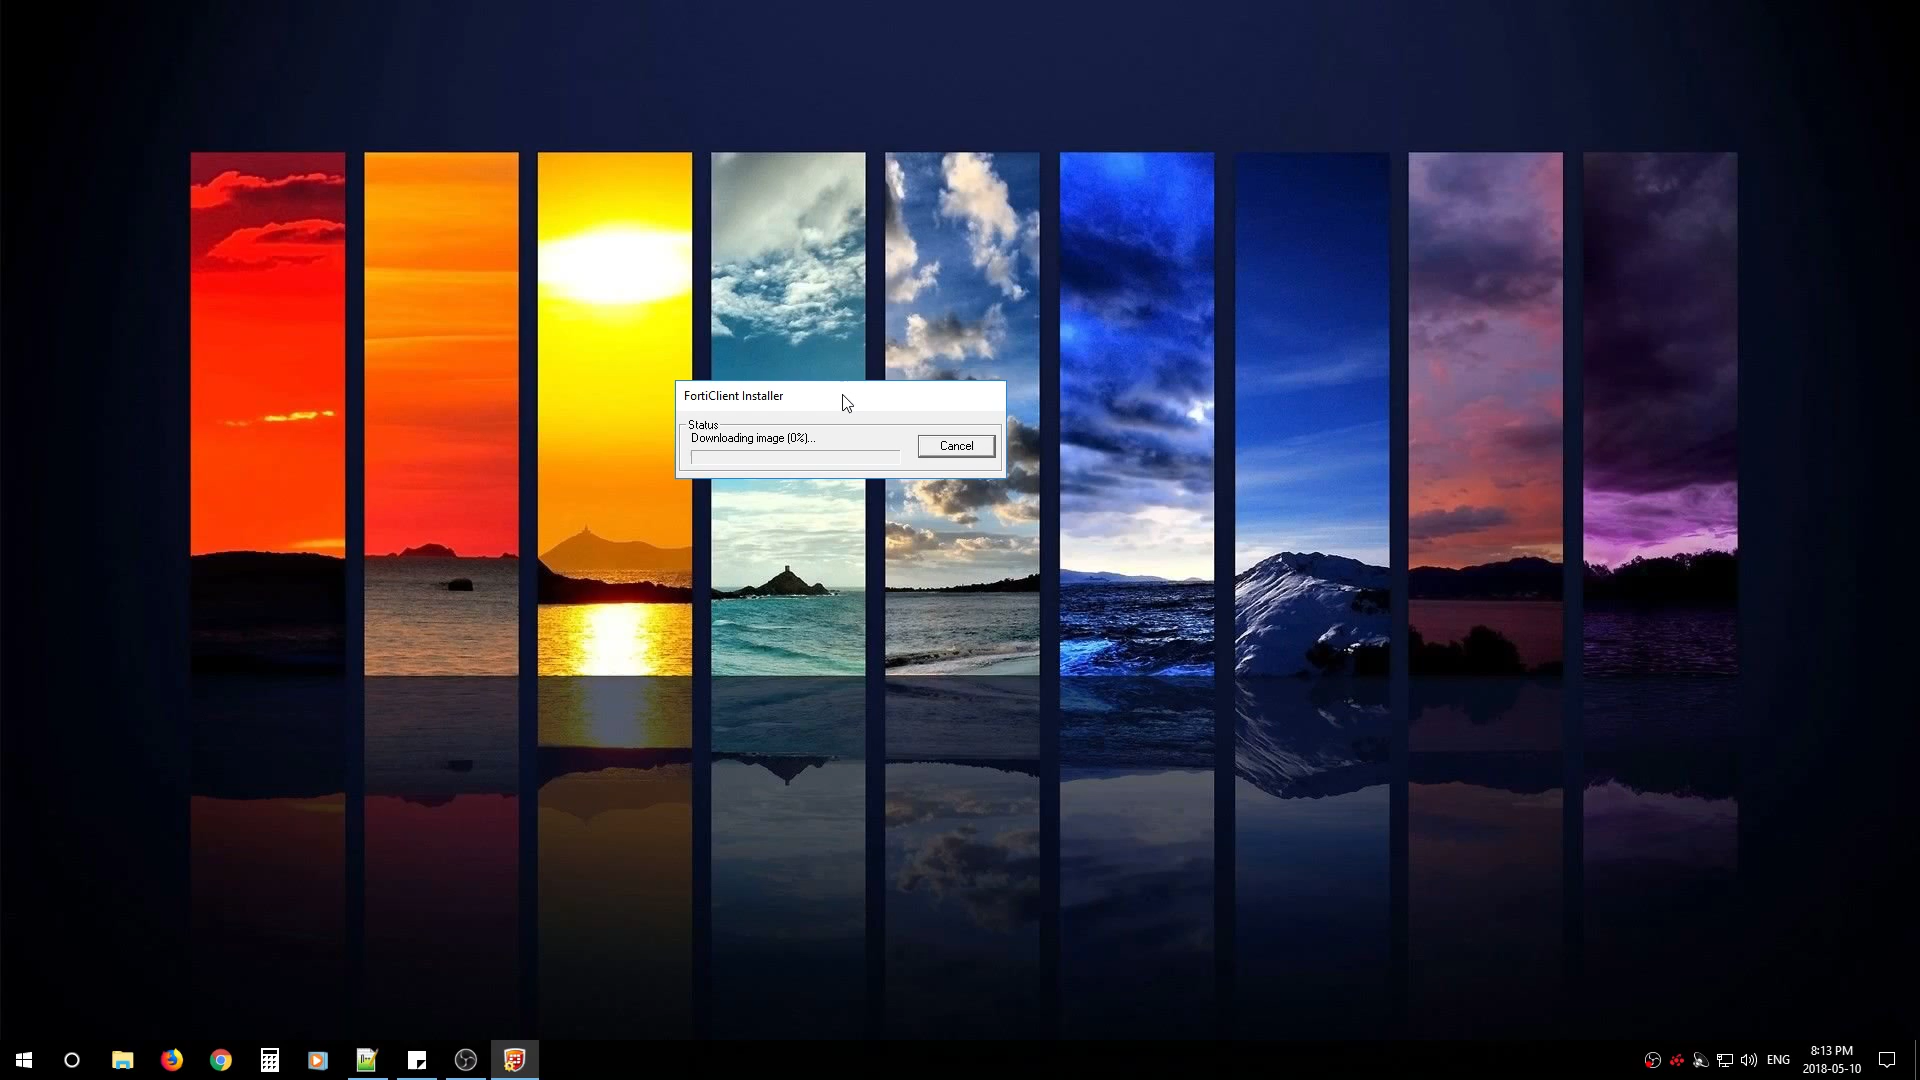 FortiClient Installer
Status
Downloading image (0%)...
Cancel
ENG
8:13 PM
2018-05-10